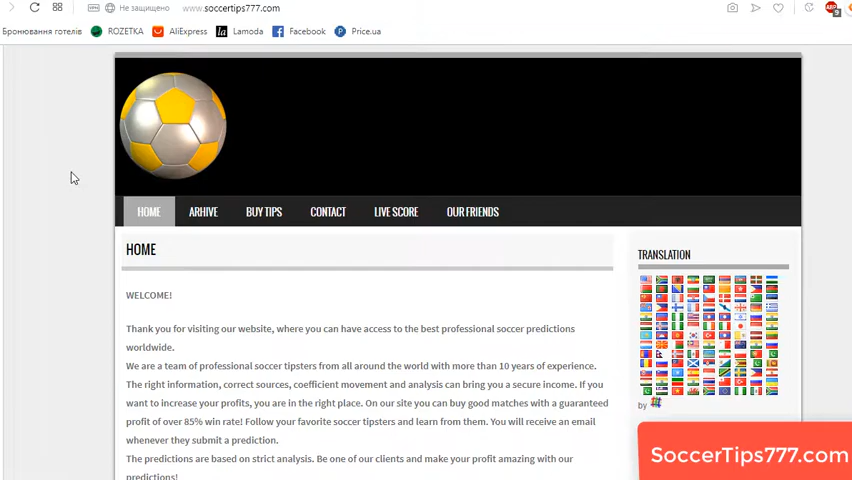 VPN Не защищено www.soccertips777.com
Бронювання готелів ROZETKA AliExpress la Lamoda Facebook Price.ua
HOME ARHIVE BUY TIPS CONTACT LIVE SCORE OUR FRIENDS
HOME
WELCOME!
Thank you for visiting our website, where you can have access to the best professional soccer predictions
worldwide.
We are a team of professional soccer tipsters from all around the world with more than 10 years of experience.
The right information, correct sources, coefficient movement and analysis can bring you a secure income. If you
want to increase your profits, you are in the right place. On our site you can buy good matches with a guaranteed
profit of over 85% win rate! Follow your favorite soccer tipsters and learn from them. You will receive an email
whenever they submit a prediction.
The predictions are based on strict analysis. Be one of our clients and make your profit amazing with our
predictions!
TRANSLATION
by
SoccerTips777.com